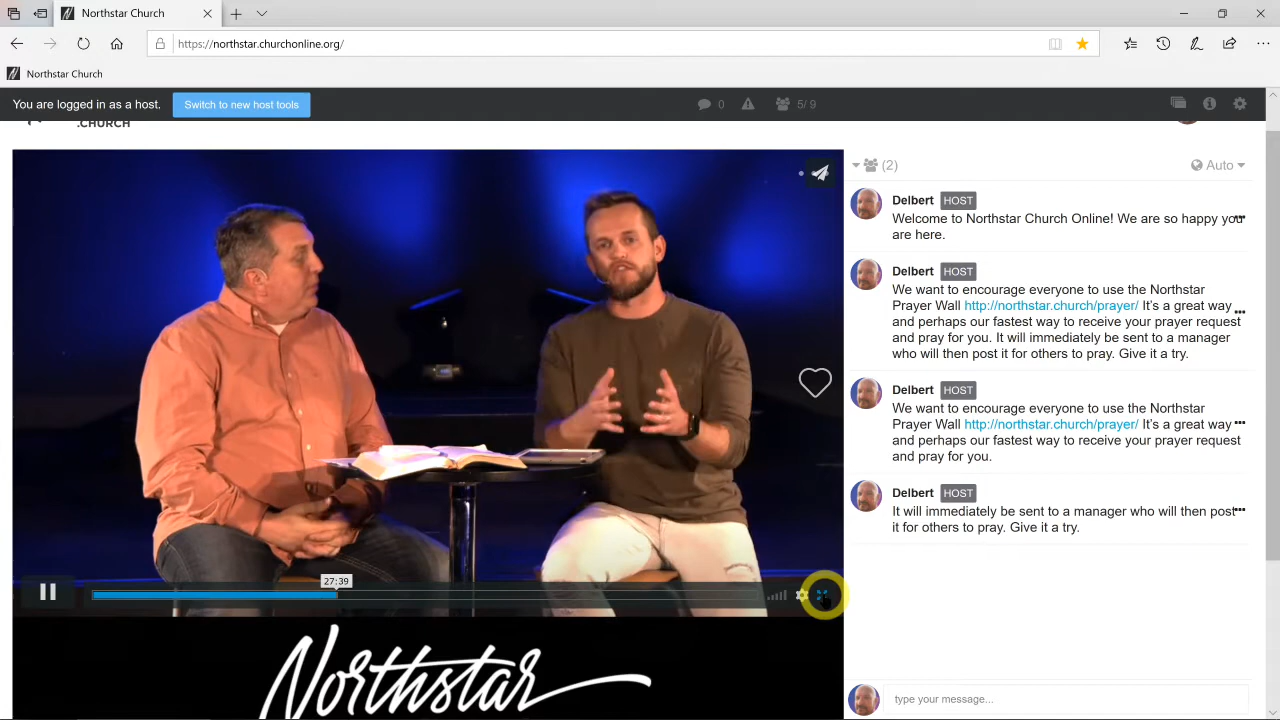 Northstar Church
https://northstar.churchonline.org/
Northstar Church
You are logged in as a host.
Switch to new host tools
0
5/ 9
.CHURCH
(2)
Auto
Delbert HOST
Welcome to Northstar Church Online! We are so happy you
are here.
Delbert HOST
We want to encourage everyone to use the Northstar
Prayer Wall http://northstar.church/prayer/ It's a great way
and perhaps our fastest way to receive your prayer request
and pray for you. It will immediately be sent to a manager
who will then post it for others to pray. Give it a try.
Delbert HOST
We want to encourage everyone to use the Northstar
Prayer Wall http://northstar.church/prayer/ It's a great way
and perhaps our fastest way to receive your prayer request
and pray for you.
Delbert HOST
It will immediately be sent to a manager who will then post
it for others to pray. Give it a try.
27:39
Northstar
type your message...